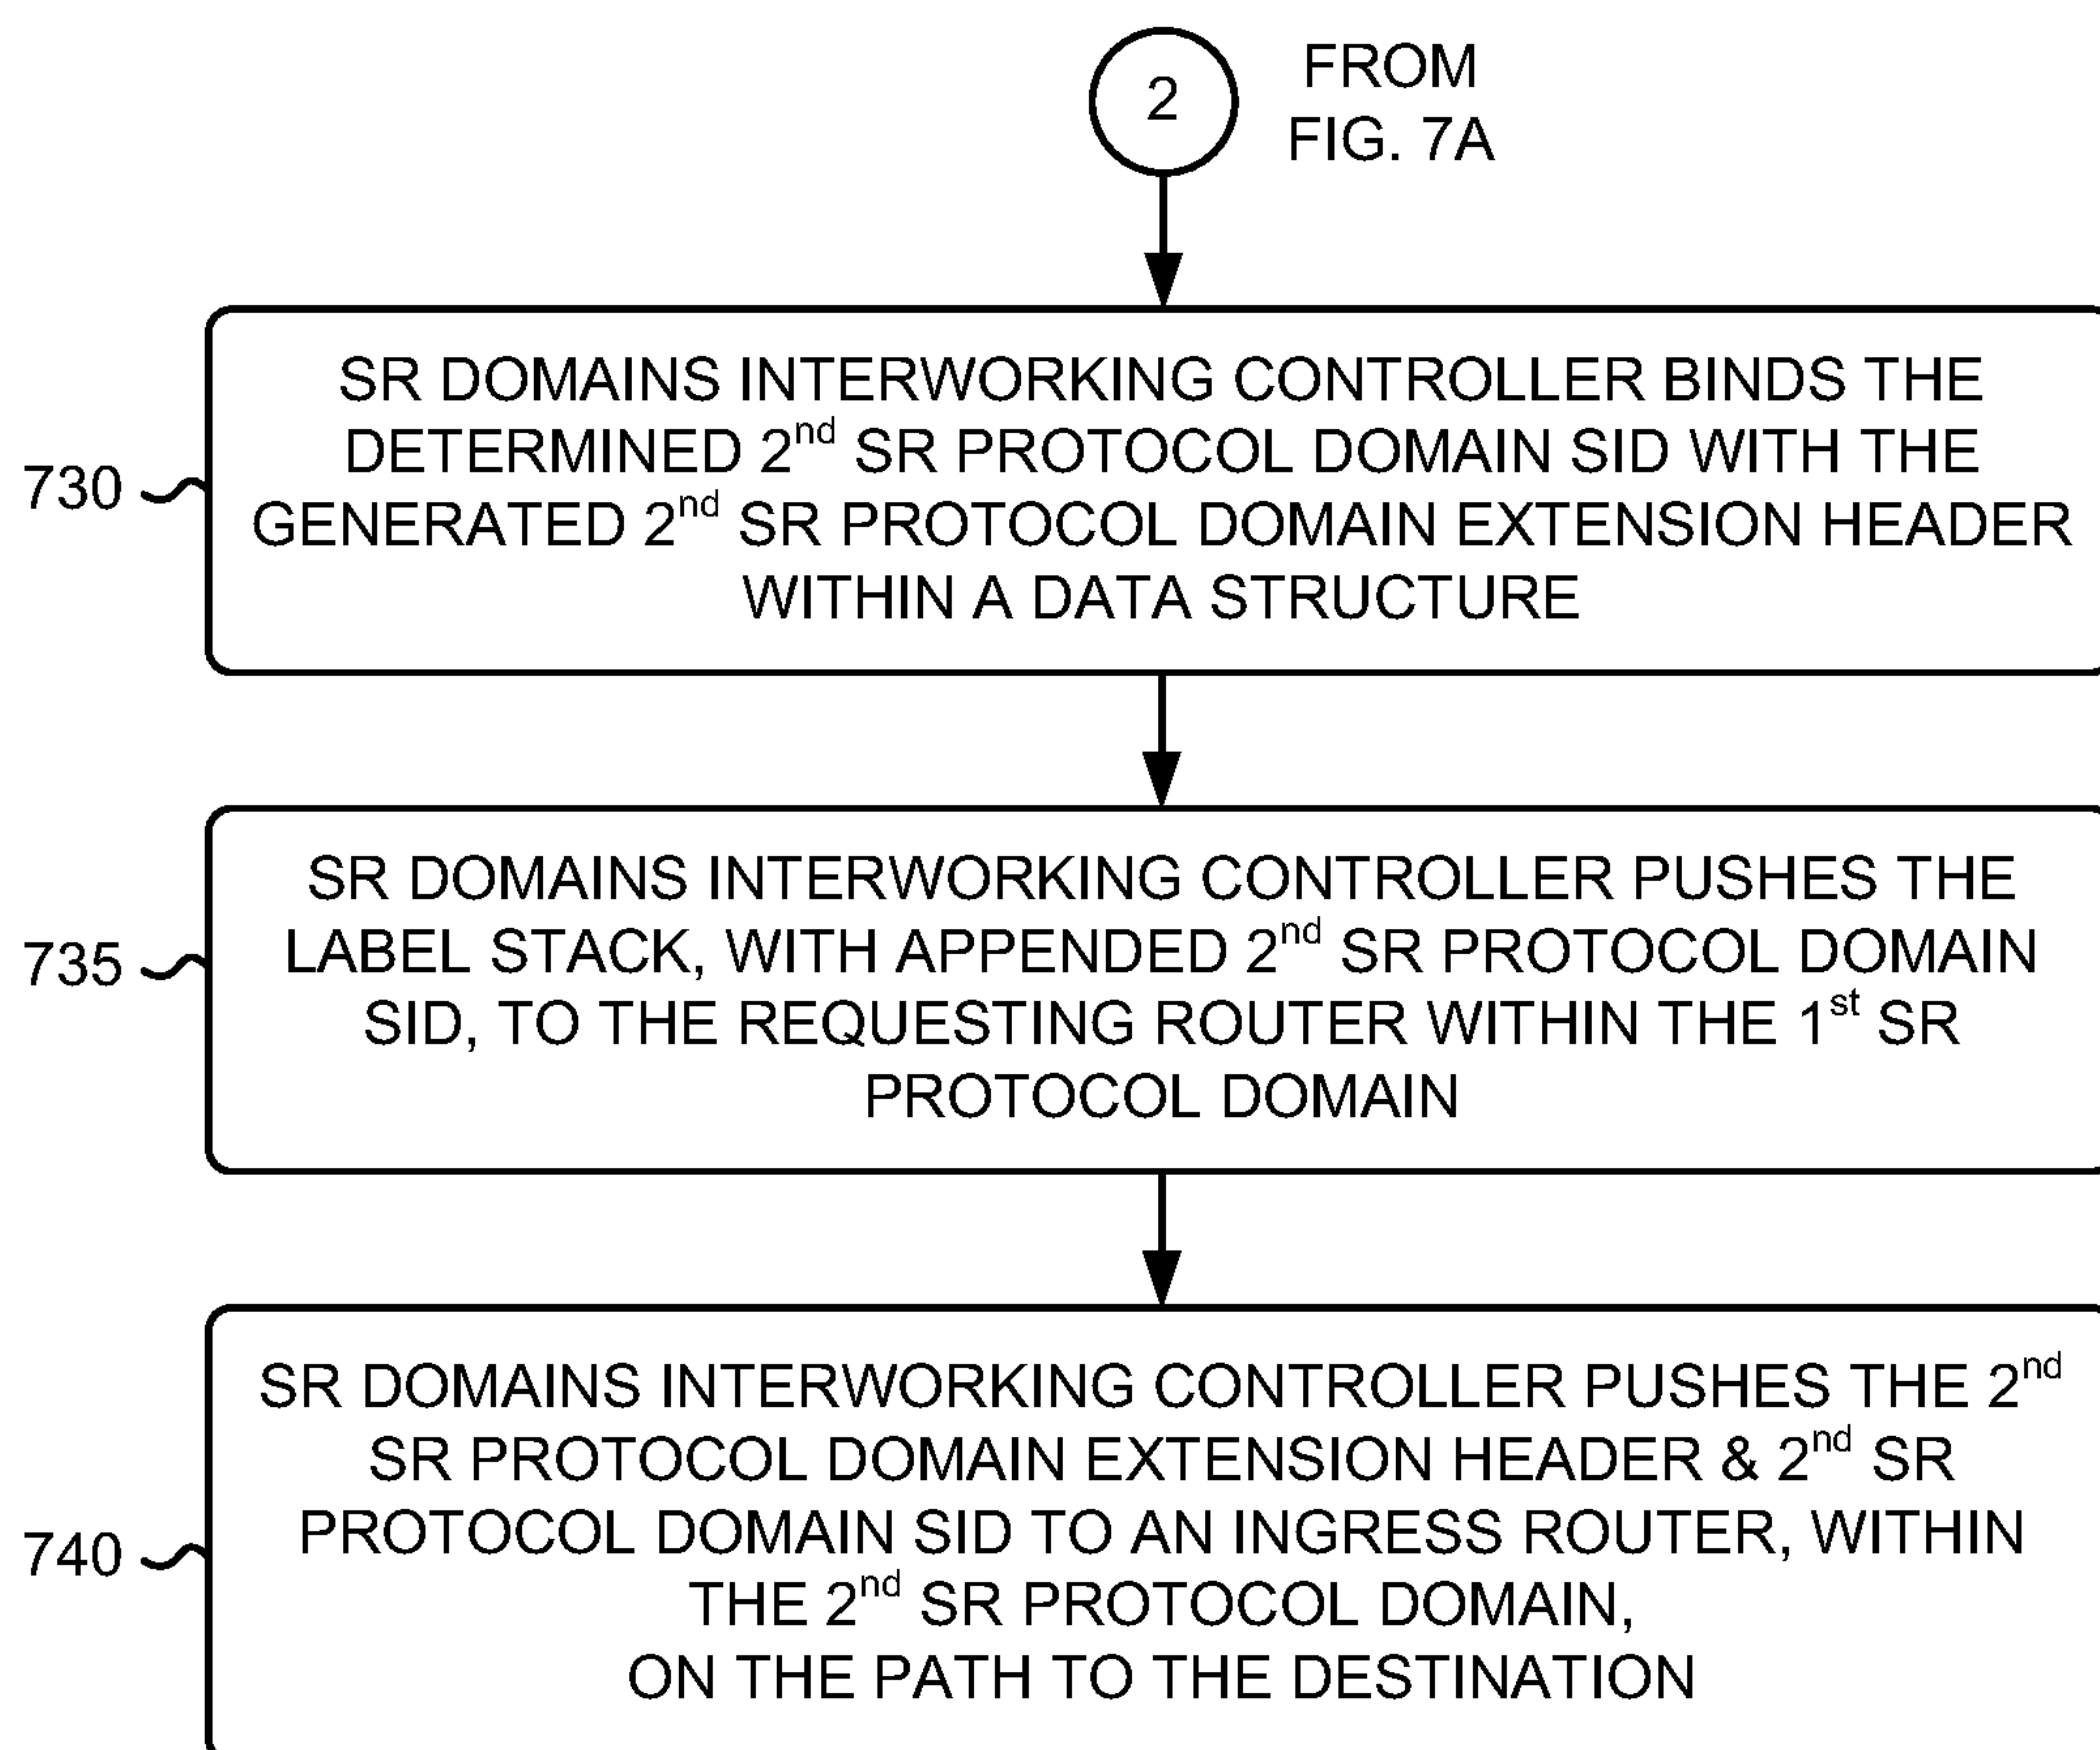 2
FROM
FIG. 7A
730
SR DOMAINS INTERWORKING CONTROLLER BINDS THE
DETERMINED 2nd SR PROTOCOL DOMAIN SID WITH THE
GENERATED 2nd SR PROTOCOL DOMAIN EXTENSION HEADER
WITHIN A DATA STRUCTURE
735
SR DOMAINS INTERWORKING CONTROLLER PUSHES THE
LABEL STACK, WITH APPENDED 2nd SR PROTOCOL DOMAIN
SID, TO THE REQUESTING ROUTER WITHIN THE 1st SR
PROTOCOL DOMAIN
740
SR DOMAINS INTERWORKING CONTROLLER PUSHES THE 2nd
SR PROTOCOL DOMAIN EXTENSION HEADER & 2nd SR
PROTOCOL DOMAIN SID TO AN INGRESS ROUTER, WITHIN
THE 2nd SR PROTOCOL DOMAIN,
ON THE PATH TO THE DESTINATION